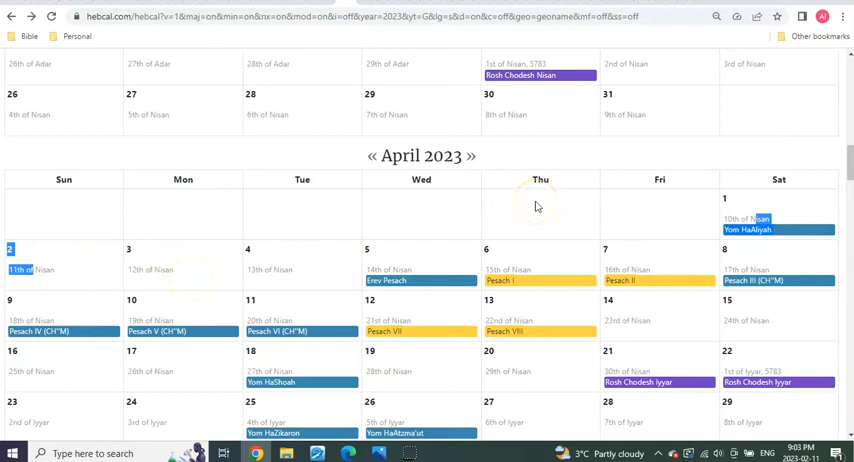 hebcal.com/hebcal?v=1&maj=on&min=on&nx=on&mod=on&i=off&year=2023&yt=G&lg=s&d=on&c=off&geo=geoname&mf=off&ss=off
AI
Bible Personal Other bookmarks
26th of Adar 27th of Adar 28th of Adar 29th of Adar 1st of Nisan, 5783 2nd of Nisan 3rd of Nisan
Rosh Chodesh Nisan
26 27 28 29 30 31
4th of Nisan 5th of Nisan 6th of Nisan 7th of Nisan 8th of Nisan 9th of Nisan
« April 2023 »
Sun Mon Tue Wed Thu Fri Sat
1
10th of Nisan
Yom HaAliyah
2 3 4 5 6 7 8
11th of Nisan 12th of Nisan 13th of Nisan 14th of Nisan 15th of Nisan 16th of Nisan 17th of Nisan
Erev Pesach Pesach I Pesach II Pesach III (CH''M)
9 10 11 12 13 14 15
18th of Nisan 19th of Nisan 20th of Nisan 21st of Nisan 22nd of Nisan 23rd of Nisan 24th of Nisan
Pesach IV (CH''M) Pesach V (CH''M) Pesach VI (CH''M) Pesach VII Pesach VIII
16 17 18 19 20 21 22
25th of Nisan 26th of Nisan 27th of Nisan 28th of Nisan 29th of Nisan 30th of Nisan 1st of Iyyar, 5783
Yom HaShoah Rosh Chodesh Iyyar Rosh Chodesh Iyyar
23 24 25 26 27 28 29
2nd of Iyyar 3rd of Iyyar 4th of Iyyar 5th of Iyyar 6th of Iyyar 7th of Iyyar 8th of Iyyar
Yom HaZikaron Yom HaAtzma'ut
Type here to search 3°C Partly cloudy ENG 9:03 PM
2023-02-11